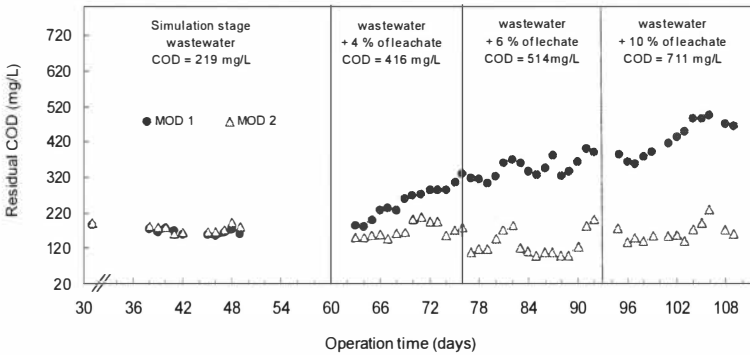 Simulation stage
wastewater
COD = 219 mg/L
wastewater
+ 4 % of leachate
COD = 416 mg/L
wastewater
+ 6 % of lechate
COD = 514mg/L
wastewater
+ 10 % of leachate
COD = 711 mg/L
MOD 1
MOD 2
Residual COD (mg/L)
720
620
520
420
320
220
120
20
30 36 42 48 54 60 66 72 78 84 90 96 102 108
Operation time (days)